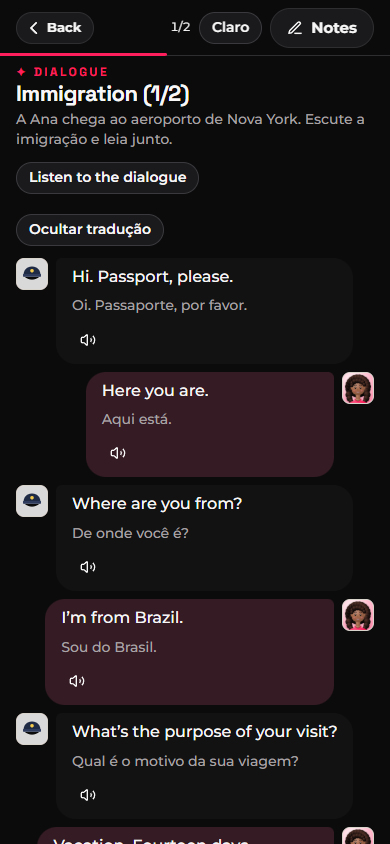 Back
1/2
Claro
Notes
DIALOGUE
Immigration (1/2)
A Ana chega ao aeroporto de Nova York. Escute a
imigração e leia junto.
Listen to the dialogue
Ocultar tradução
Hi. Passport, please.
Oi. Passaporte, por favor.
Here you are.
Aqui está.
Where are you from?
De onde você é?
I'm from Brazil.
Sou do Brasil.
What's the purpose of your visit?
Qual é o motivo da sua viagem?
Vacation. Fourteen days.